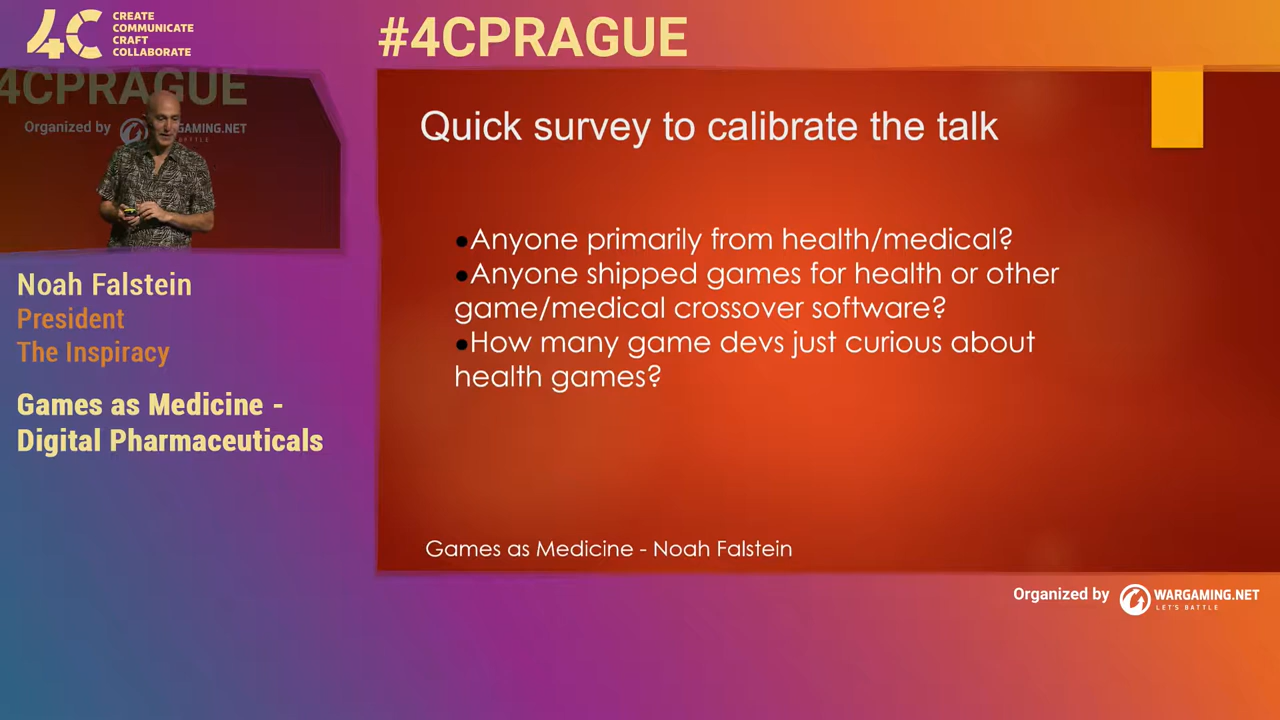 4C
CREATE
COMMUNICATE
CRAFT
COLLABORATE
#4CPRAGUE
4CPRAGUE
Organized by GAMING.NET
BATTLE
Noah Falstein
President
The Inspiracy
Games as Medicine -
Digital Pharmaceuticals
Quick survey to calibrate the talk
●Anyone primarily from health/medical?
●Anyone shipped games for health or other
game/medical crossover software?
●How many game devs just curious about
health games?
Games as Medicine - Noah Falstein
Organized by WARGAMING.NET
LET'S BATTLE